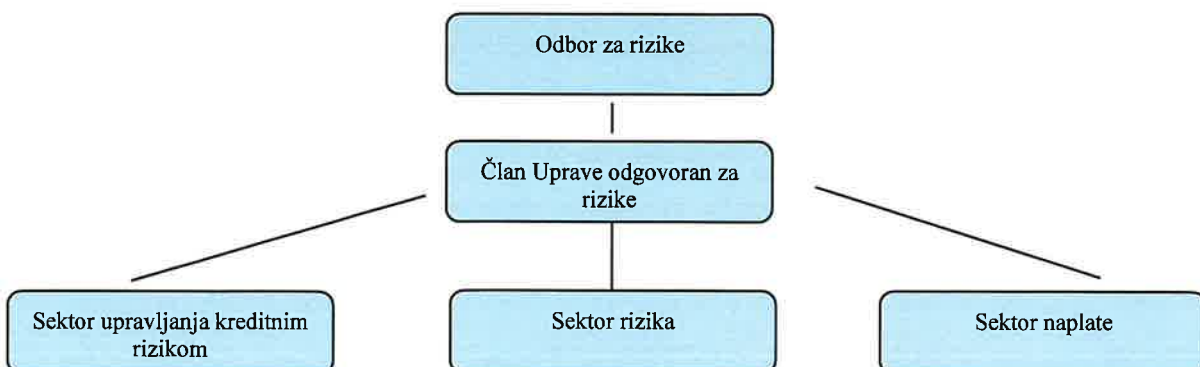 Odbor za rizike
Član Uprave odgovoran za
rizike
Sektor upravljanja kreditnim
rizikom
Sektor rizika
Sektor naplate